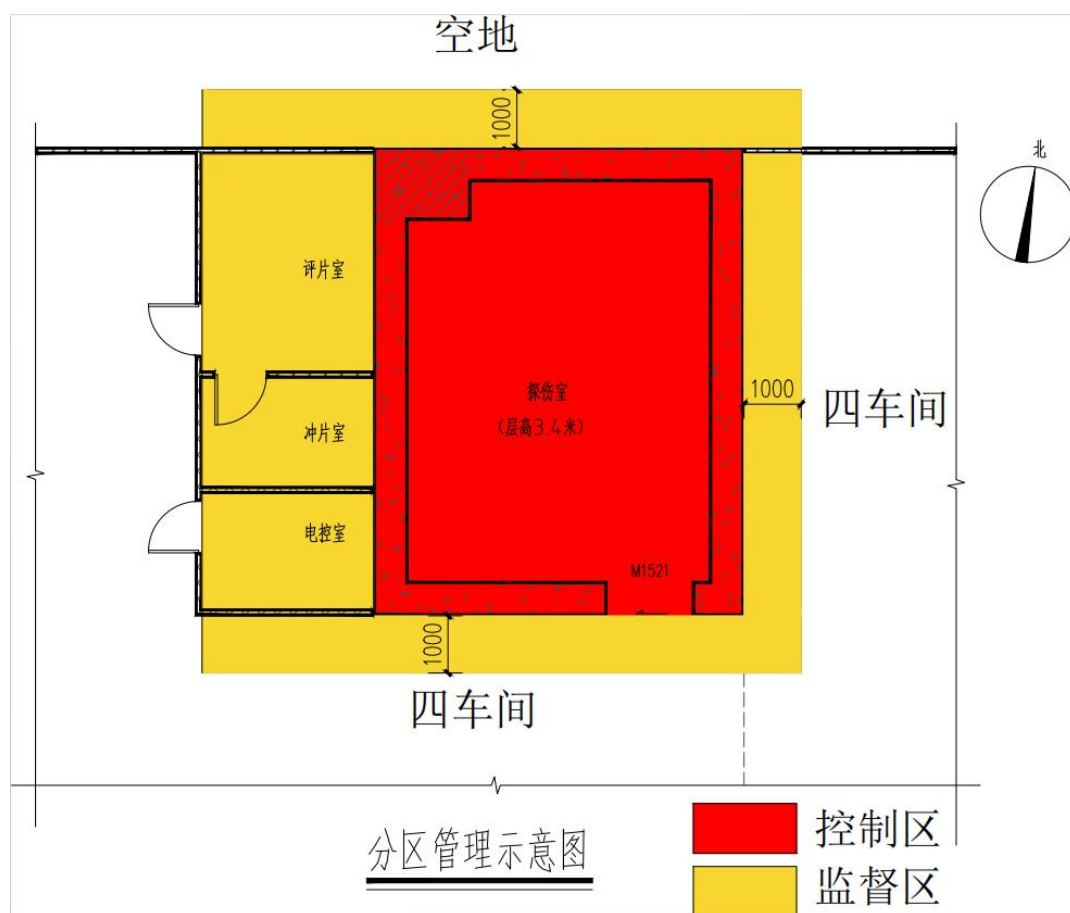 空地
1000
北
评片室
探伤室
(层高3.4米)
1000
四车间
冲片室
电控室
M1521
1000
四车间
分区管理示意图
控制区
监督区